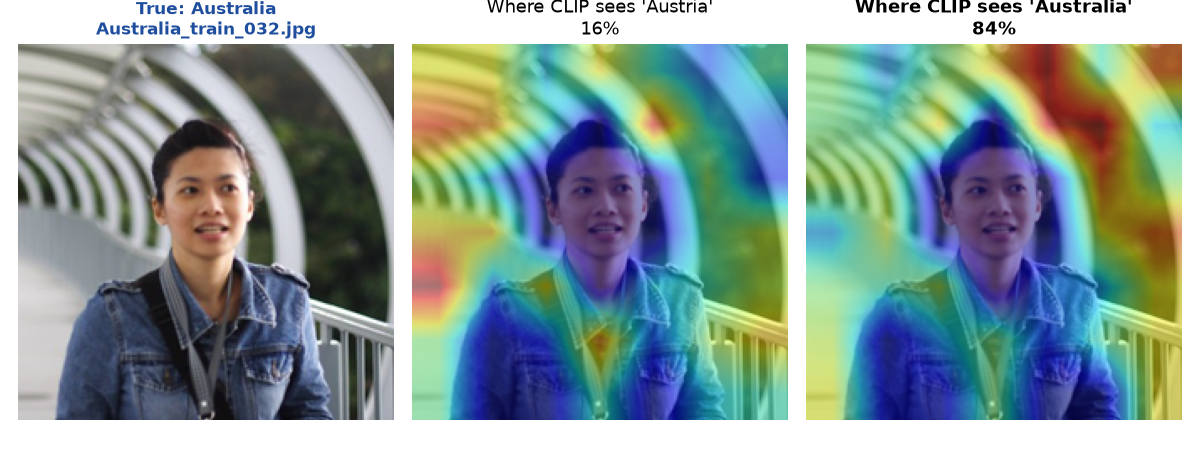 True: Australia
Australia_train_032.jpg
Where CLIP sees 'Austria'
16%
Where CLIP sees 'Australia'
84%